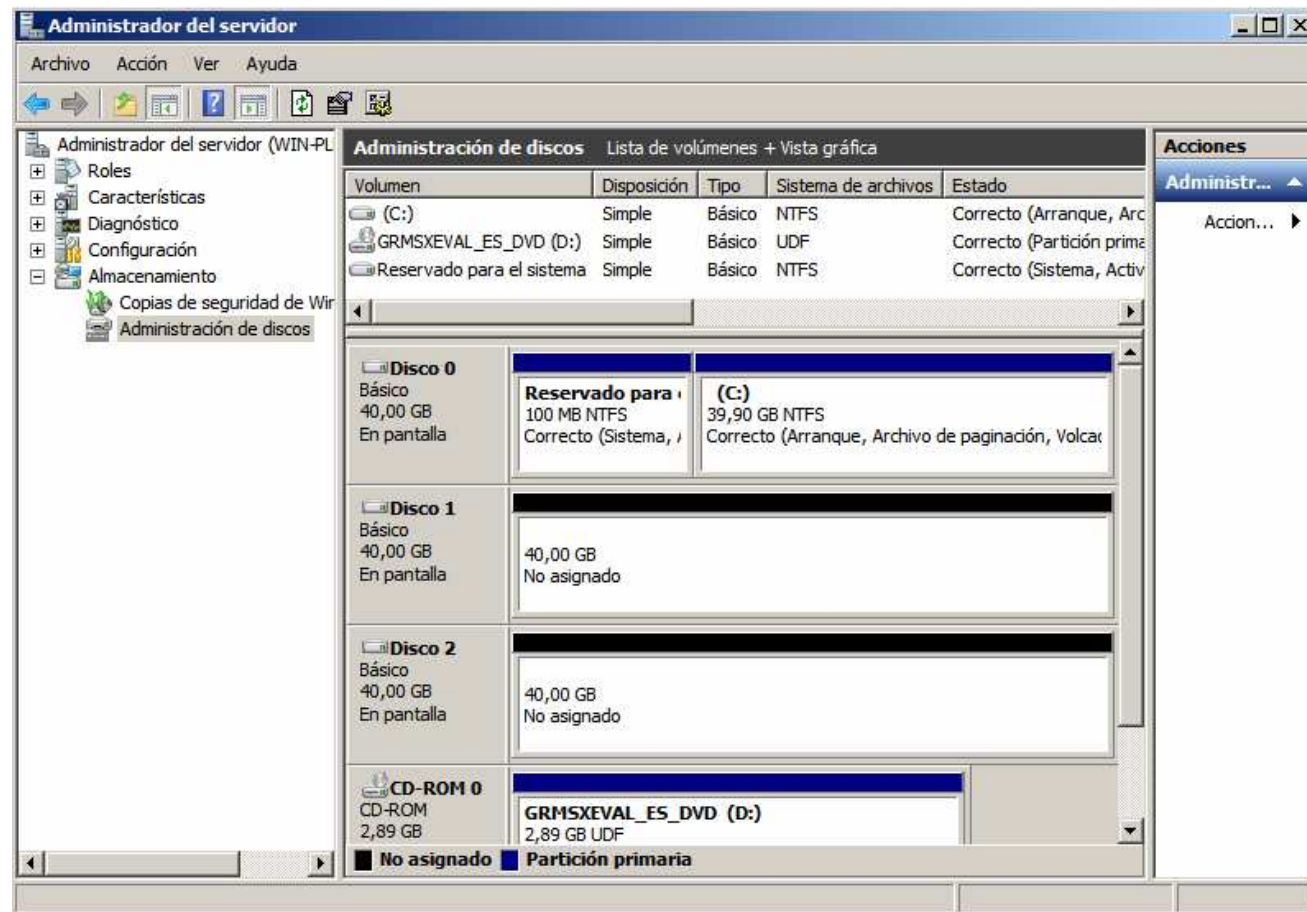 Administrador del servidor
Archivo Acción Ver Ayuda
Administrador del servidor (WIN-PL
Roles
Características
Diagnóstico
Configuración
Almacenamiento
Copias de seguridad de Wir
Administración de discos
Administración de discos Lista de volúmenes + Vista gráfica
Volumen Disposición Tipo Sistema de archivos Estado
(C:) Simple Básico NTFS Correcto (Arranque, Arc
GRMSXEVAL_ES_DVD (D:) Simple Básico UDF Correcto (Partición prima
Reservado para el sistema Simple Básico NTFS Correcto (Sistema, Activ
Disco 0
Básico
40,00 GB
En pantalla
Reservado para
100 MB NTFS
Correcto (Sistema,
(C:)
39,90 GB NTFS
Correcto (Arranque, Archivo de paginación, Volcac
Disco 1
Básico
40,00 GB
En pantalla
40,00 GB
No asignado
Disco 2
Básico
40,00 GB
En pantalla
40,00 GB
No asignado
CD-ROM 0
CD-ROM
2,89 GB
GRMSXEVAL_ES_DVD (D:)
2,89 GB UDF
No asignado Partición primaria
Acciones
Administr...
Accion...